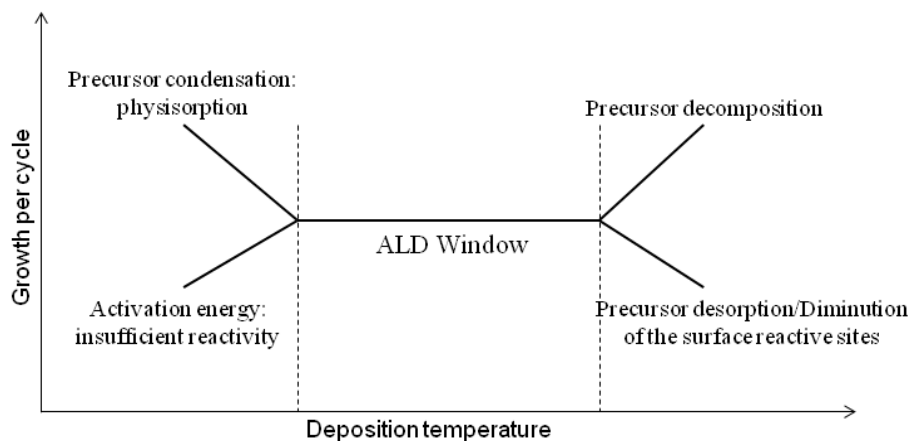 Precursor condensation:
physisorption
Precursor decomposition
ALD Window
Activation energy:
insufficient reactivity
Precursor desorption/Diminution
of the surface reactive sites
Growth per cycle
Deposition temperature